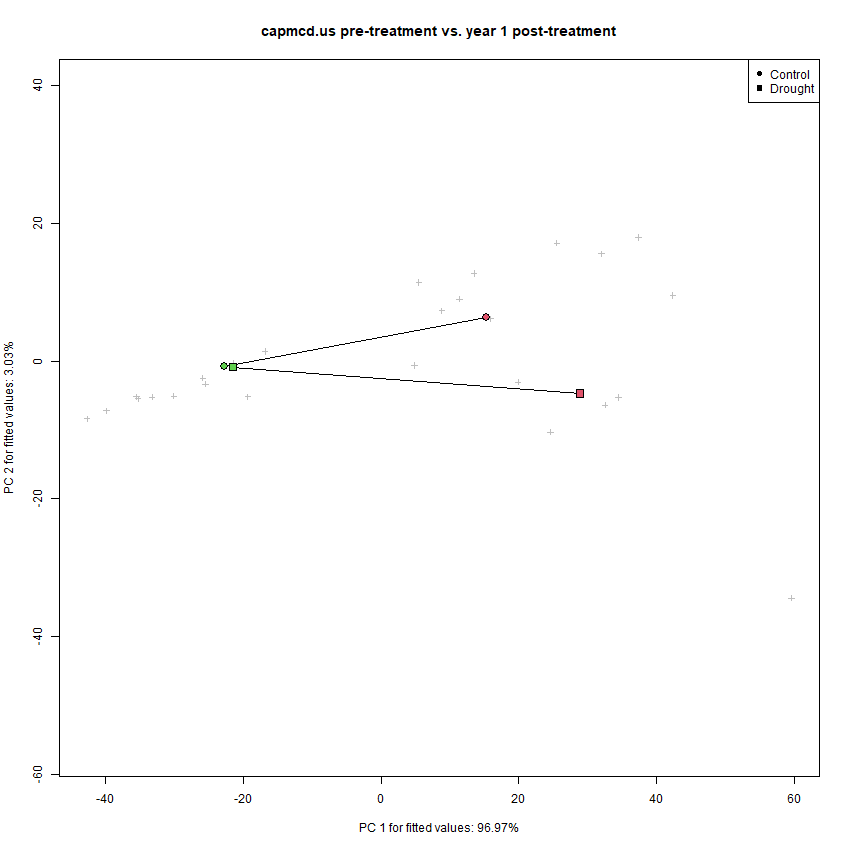 capmcd.us pre-treatment vs. year 1 post-treatment
Control
Drought
40
20
0
-20
-40
-60
PC 2 for fitted values: 3.03%
-40
-20
0
20
40
60
PC 1 for fitted values: 96.97%